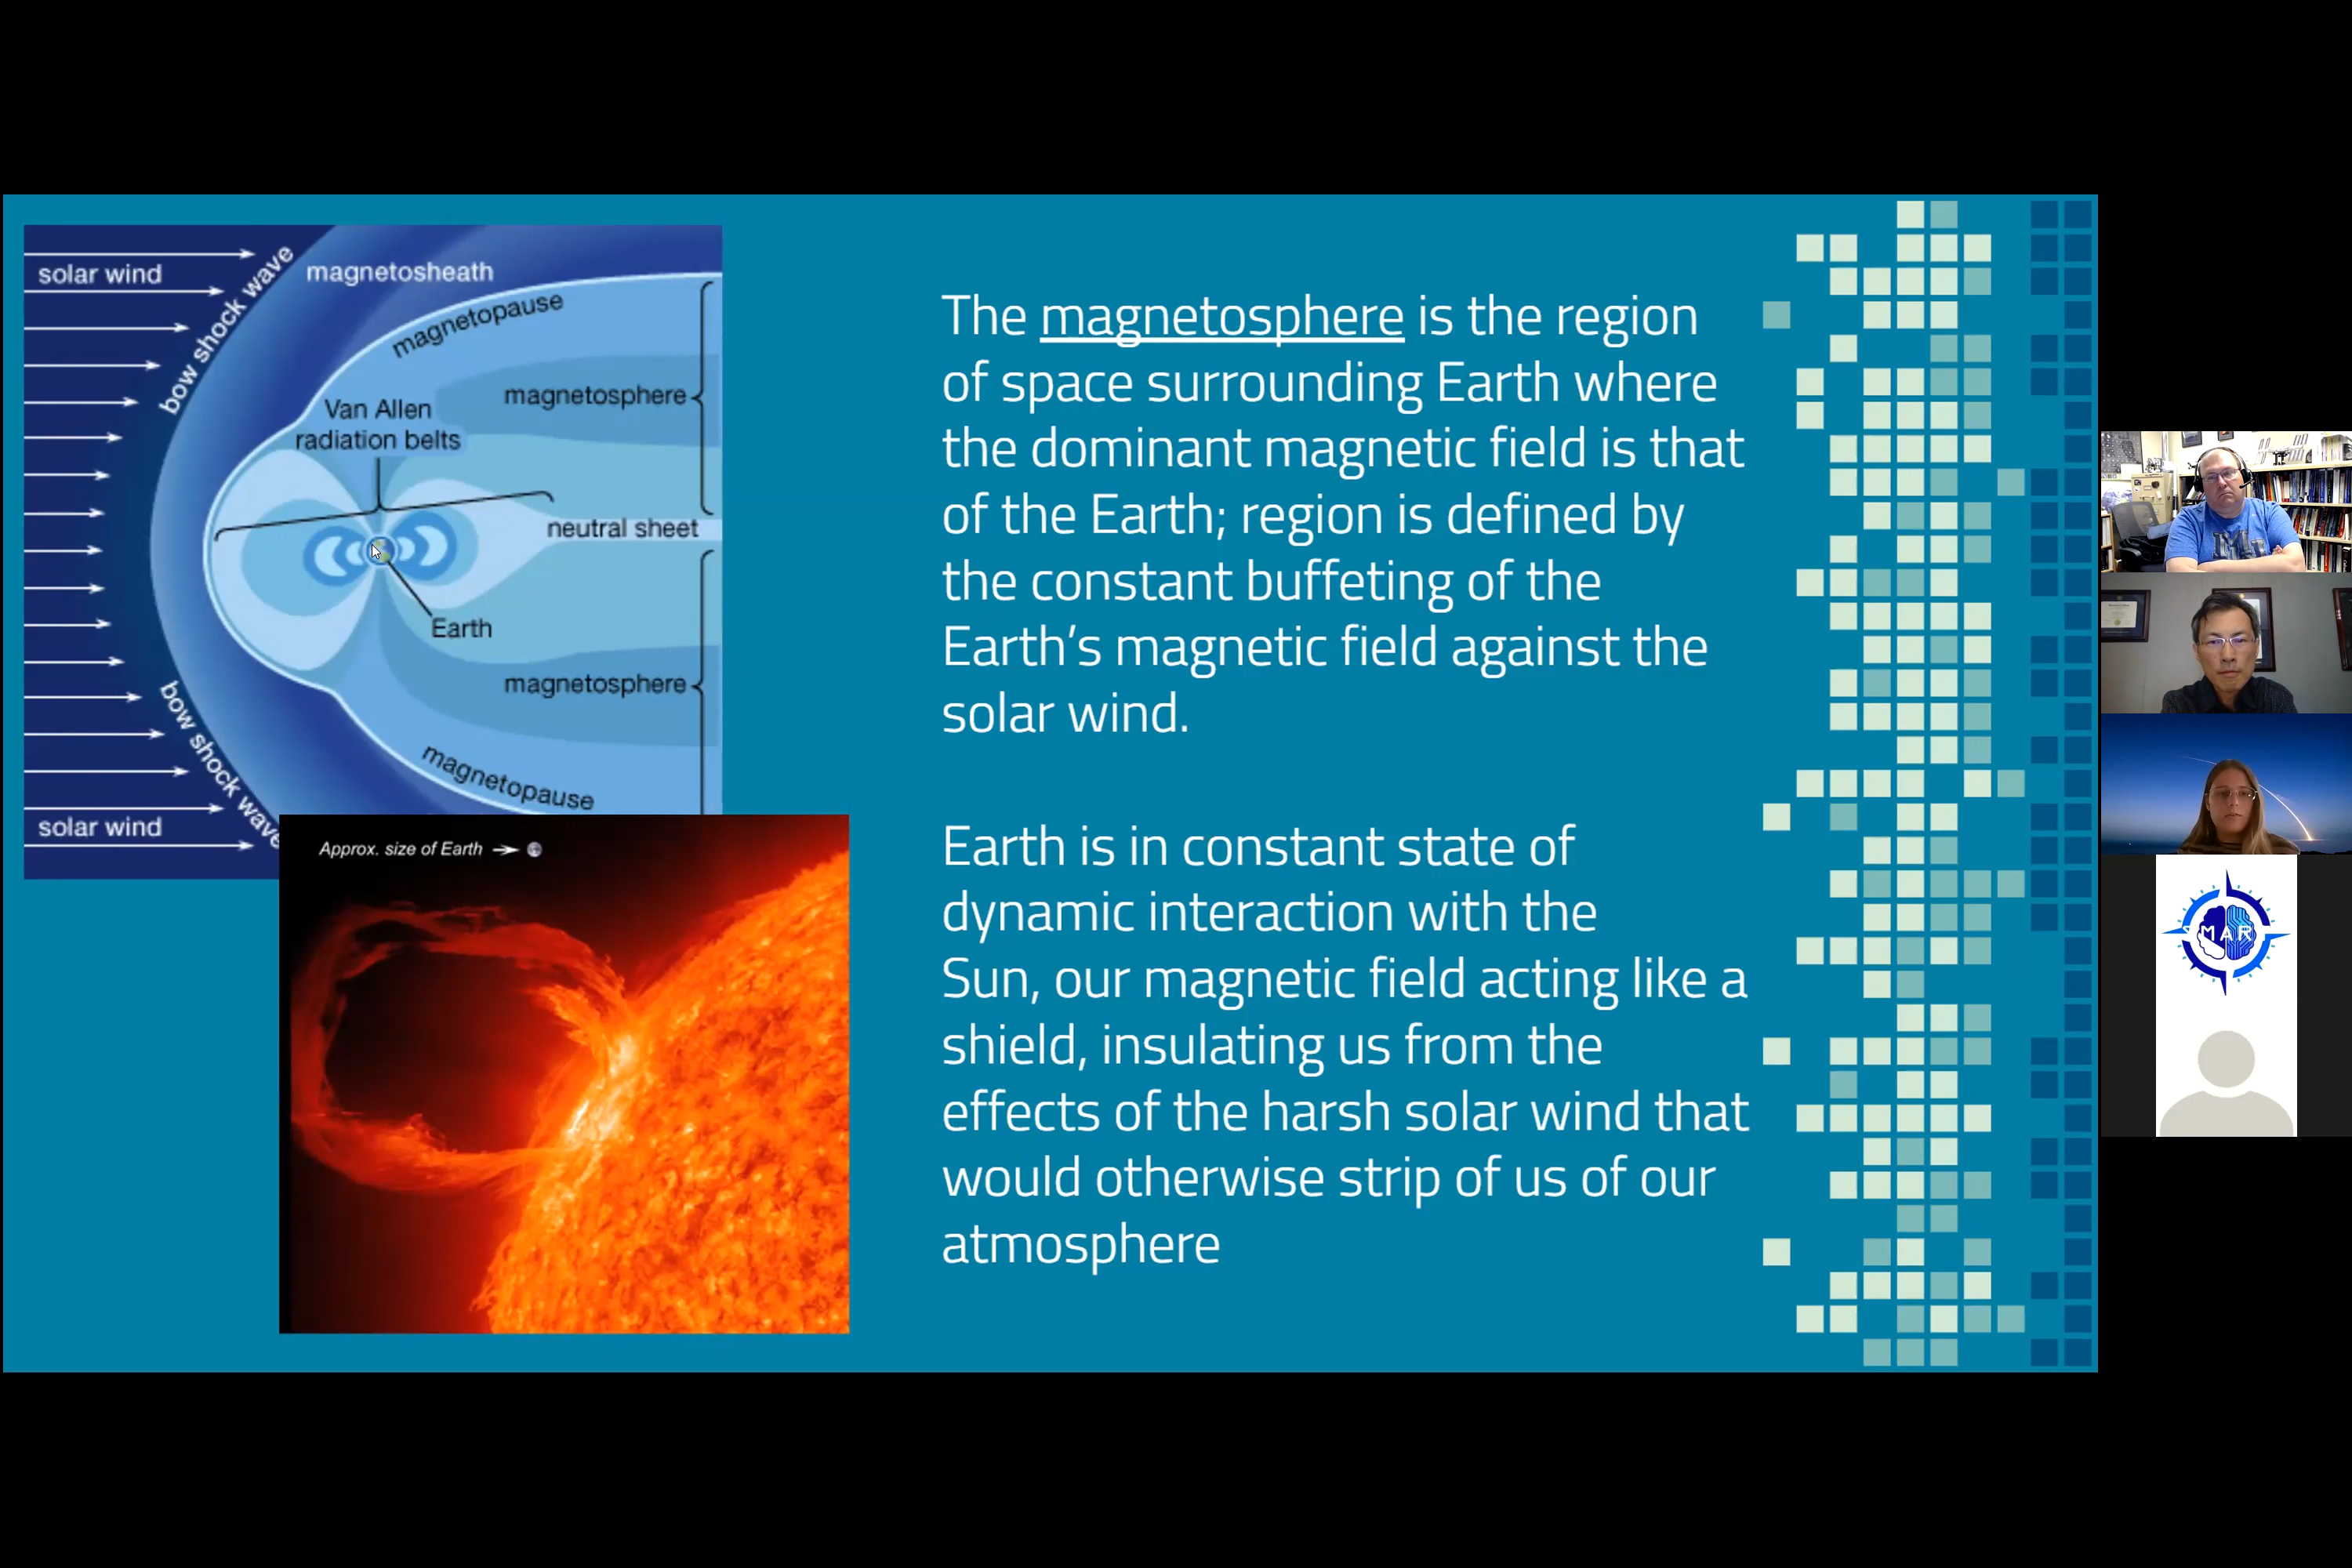 solar wind
bow shock wave
magnetosheath
magnetopause
Van Allen
radiation belts
magnetosphere
neutral sheet
Earth
magnetosphere
magnetopause
bow shock wave
solar wind
Approx. size of Earth
The magnetosphere is the region
of space surrounding Earth where
the dominant magnetic field is that
of the Earth; region is defined by
the constant buffeting of the
Earth’s magnetic field against the
solar wind.
Earth is in constant state of
dynamic interaction with the
Sun, our magnetic field acting like a
shield, insulating us from the
effects of the harsh solar wind that
would otherwise strip of us of our
atmosphere